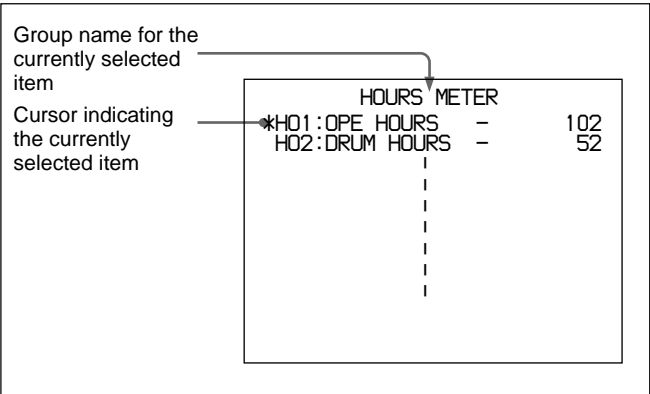 Group name for the
currently selected
item
Cursor indicating
the currently
selected item
HOURS METER
*H01:OPE HOURS - 102
H02:DRUM HOURS - 52